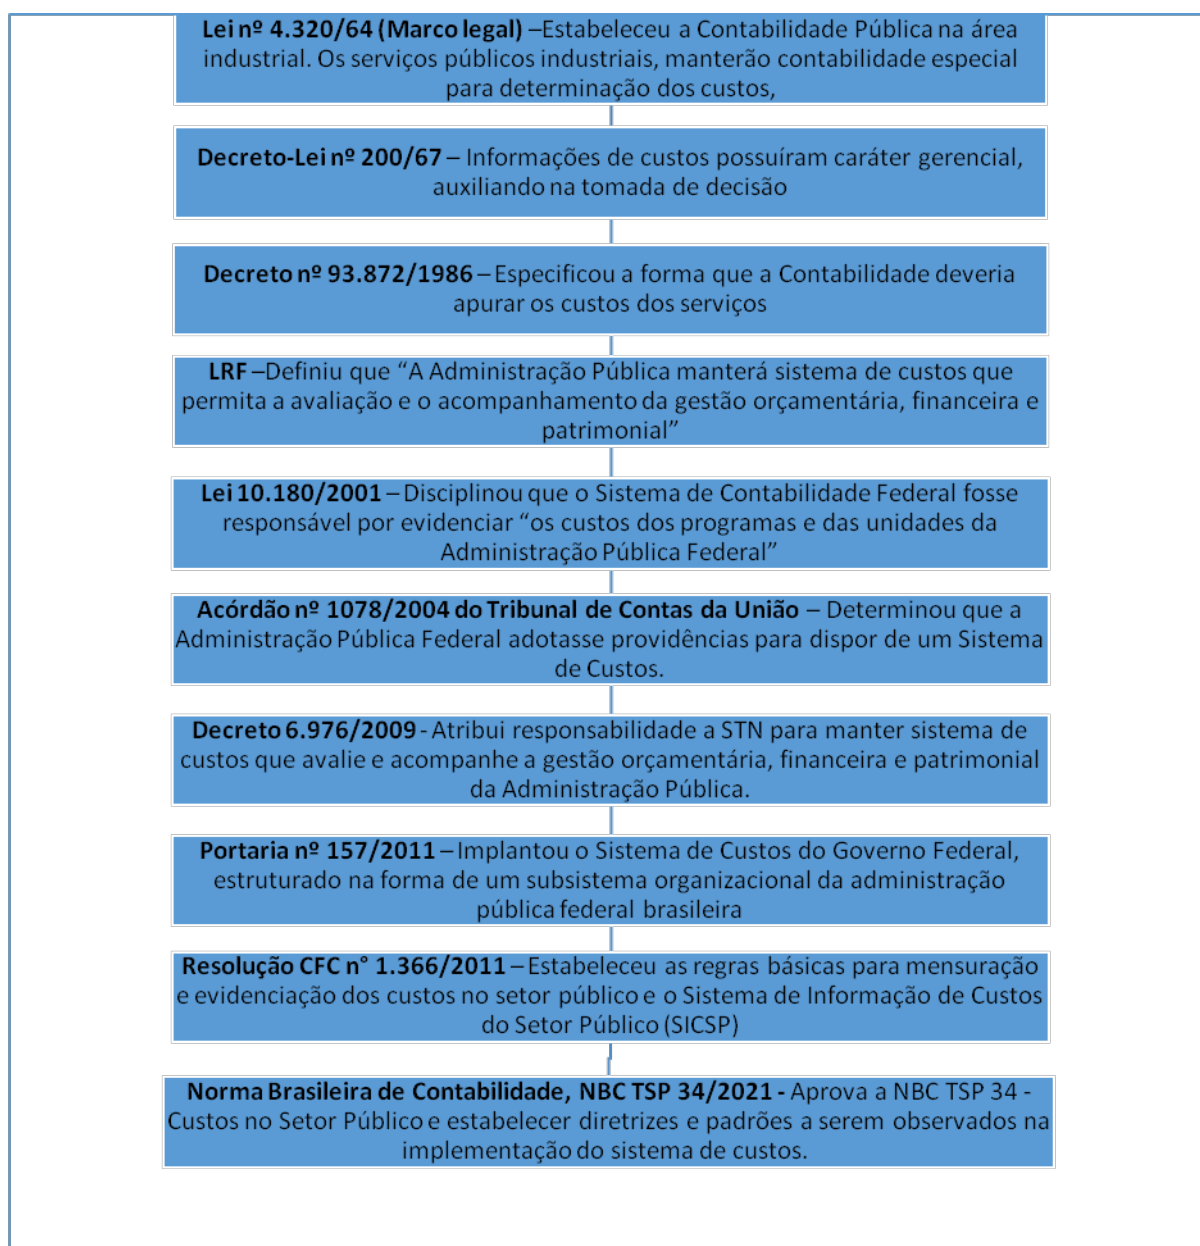 Lei nº 4.320/64 (Marco legal) –Estabeleceu a Contabilidade Pública na área
industrial. Os serviços públicos industriais, manterão contabilidade especial
para determinação dos custos,
Decreto-Lei nº 200/67 – Informações de custos possuíram caráter gerencial,
auxiliando na tomada de decisão
Decreto nº 93.872/1986 – Especificou a forma que a Contabilidade deveria
apurar os custos dos serviços
LRF –Definiu que “A Administração Pública manterá sistema de custos que
permita a avaliação e o acompanhamento da gestão orçamentária, financeira e
patrimonial”
Lei 10.180/2001 – Disciplinou que o Sistema de Contabilidade Federal fosse
responsável por evidenciar “os custos dos programas e das unidades da
Administração Pública Federal”
Acórdão nº 1078/2004 do Tribunal de Contas da União – Determinou que a
Administração Pública Federal adotasse providências para dispor de um Sistema
de Custos.
Decreto 6.976/2009 - Atribui responsabilidade a STN para manter sistema de
custos que avalie e acompanhe a gestão orçamentária, financeira e patrimonial
da Administração Pública.
Portaria nº 157/2011 – Implantou o Sistema de Custos do Governo Federal,
estruturado na forma de um subsistema organizacional da administração
pública federal brasileira
Resolução CFC n° 1.366/2011 – Estabeleceu as regras básicas para mensuração
e evidenciação dos custos no setor público e o Sistema de Informação de Custos
do Setor Público (SICSP)
Norma Brasileira de Contabilidade, NBC TSP 34/2021 - Aprova a NBC TSP 34 -
Custos no Setor Público e estabelecer diretrizes e padrões a serem observados na
implementação do sistema de custos.